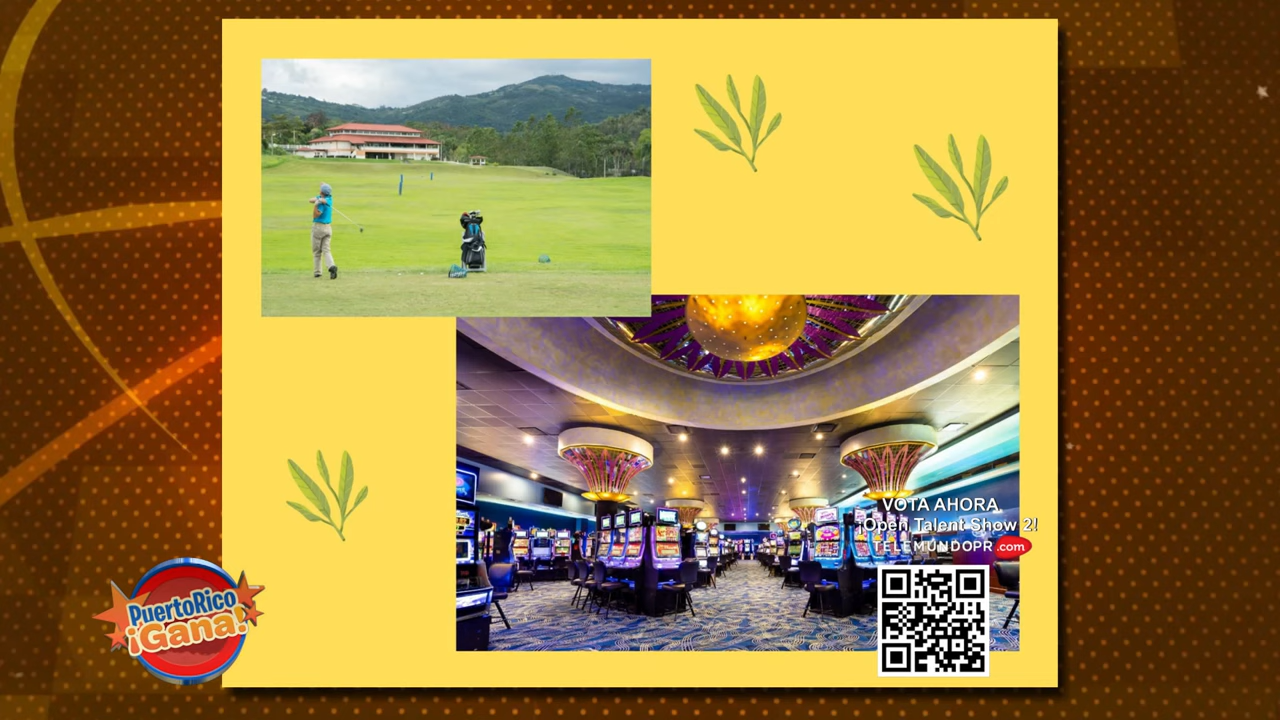 VOTA AHORA
¡Open Talent Show 2!
TELEMUNDOPR.com
PuertoRico
¡Gana!